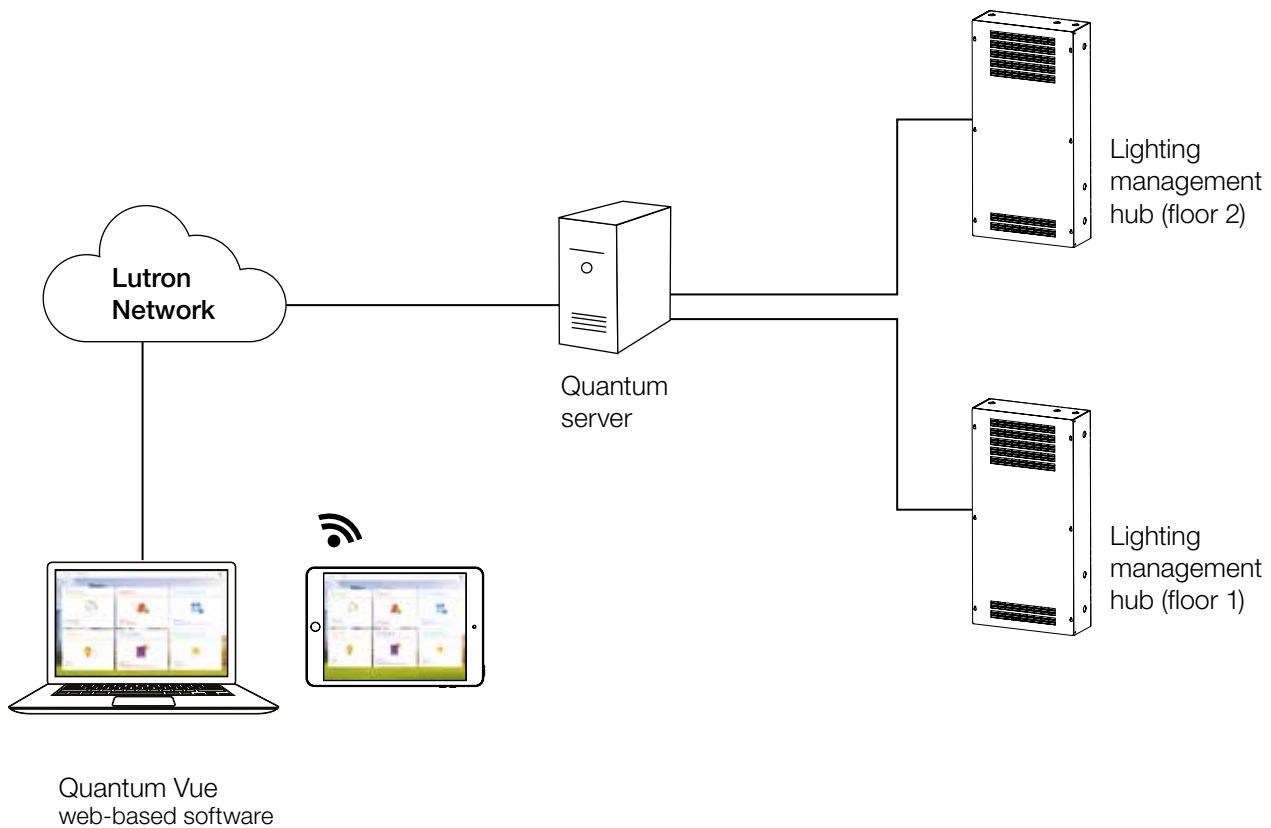 Lighting
management
hub (floor 2)
Lutron
Network
Quantum
server
Lighting
management
hub (floor 1)
Quantum Vue
web-based software